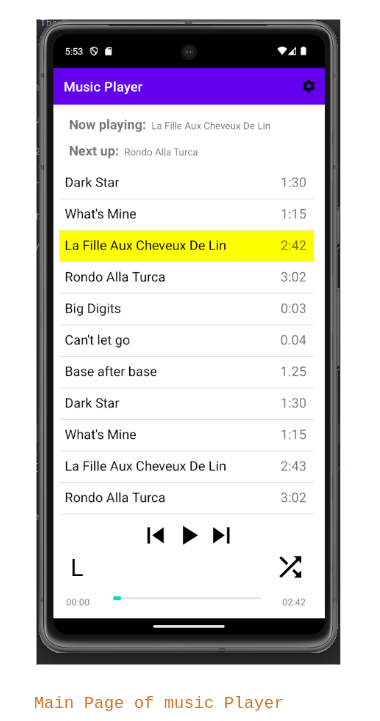 5:53
Music Player
Now playing: La Fille Aux Cheveux De Lin
Next up: Rondo Alla Turca
Dark Star 1:30
What's Mine 1:15
La Fille Aux Cheveux De Lin 2:42
Rondo Alla Turca 3:02
Big Digits 0:03
Can't let go 0.04
Base after base 1.25
Dark Star 1:30
What's Mine 1:15
La Fille Aux Cheveux De Lin 2:43
Rondo Alla Turca 3:02
L
00:00 02:42
Main Page of music Player